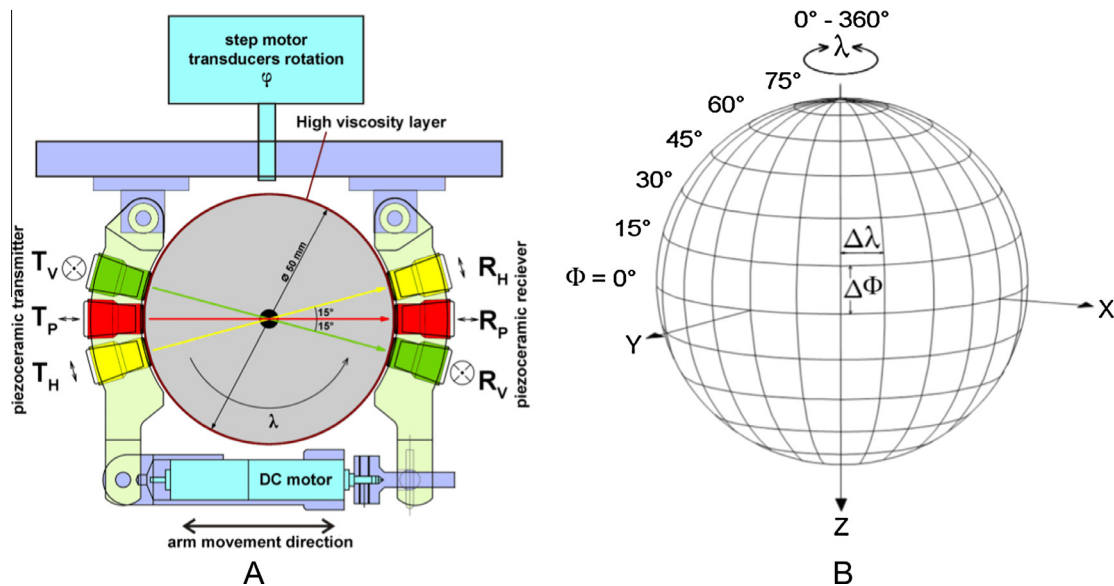 step motor
transducers rotation
φ
High viscosity layer
piezoceramic transmitter
T_V
T_P
T_H
Ø 50 mm
15°
15°
λ
R_H
R_P
R_V
piezoceramic reciever
DC motor
arm movement direction
A
0° - 360°
λ
75°
60°
45°
30°
15°
Φ = 0°
Δλ
ΔΦ
X
Y
Z
B